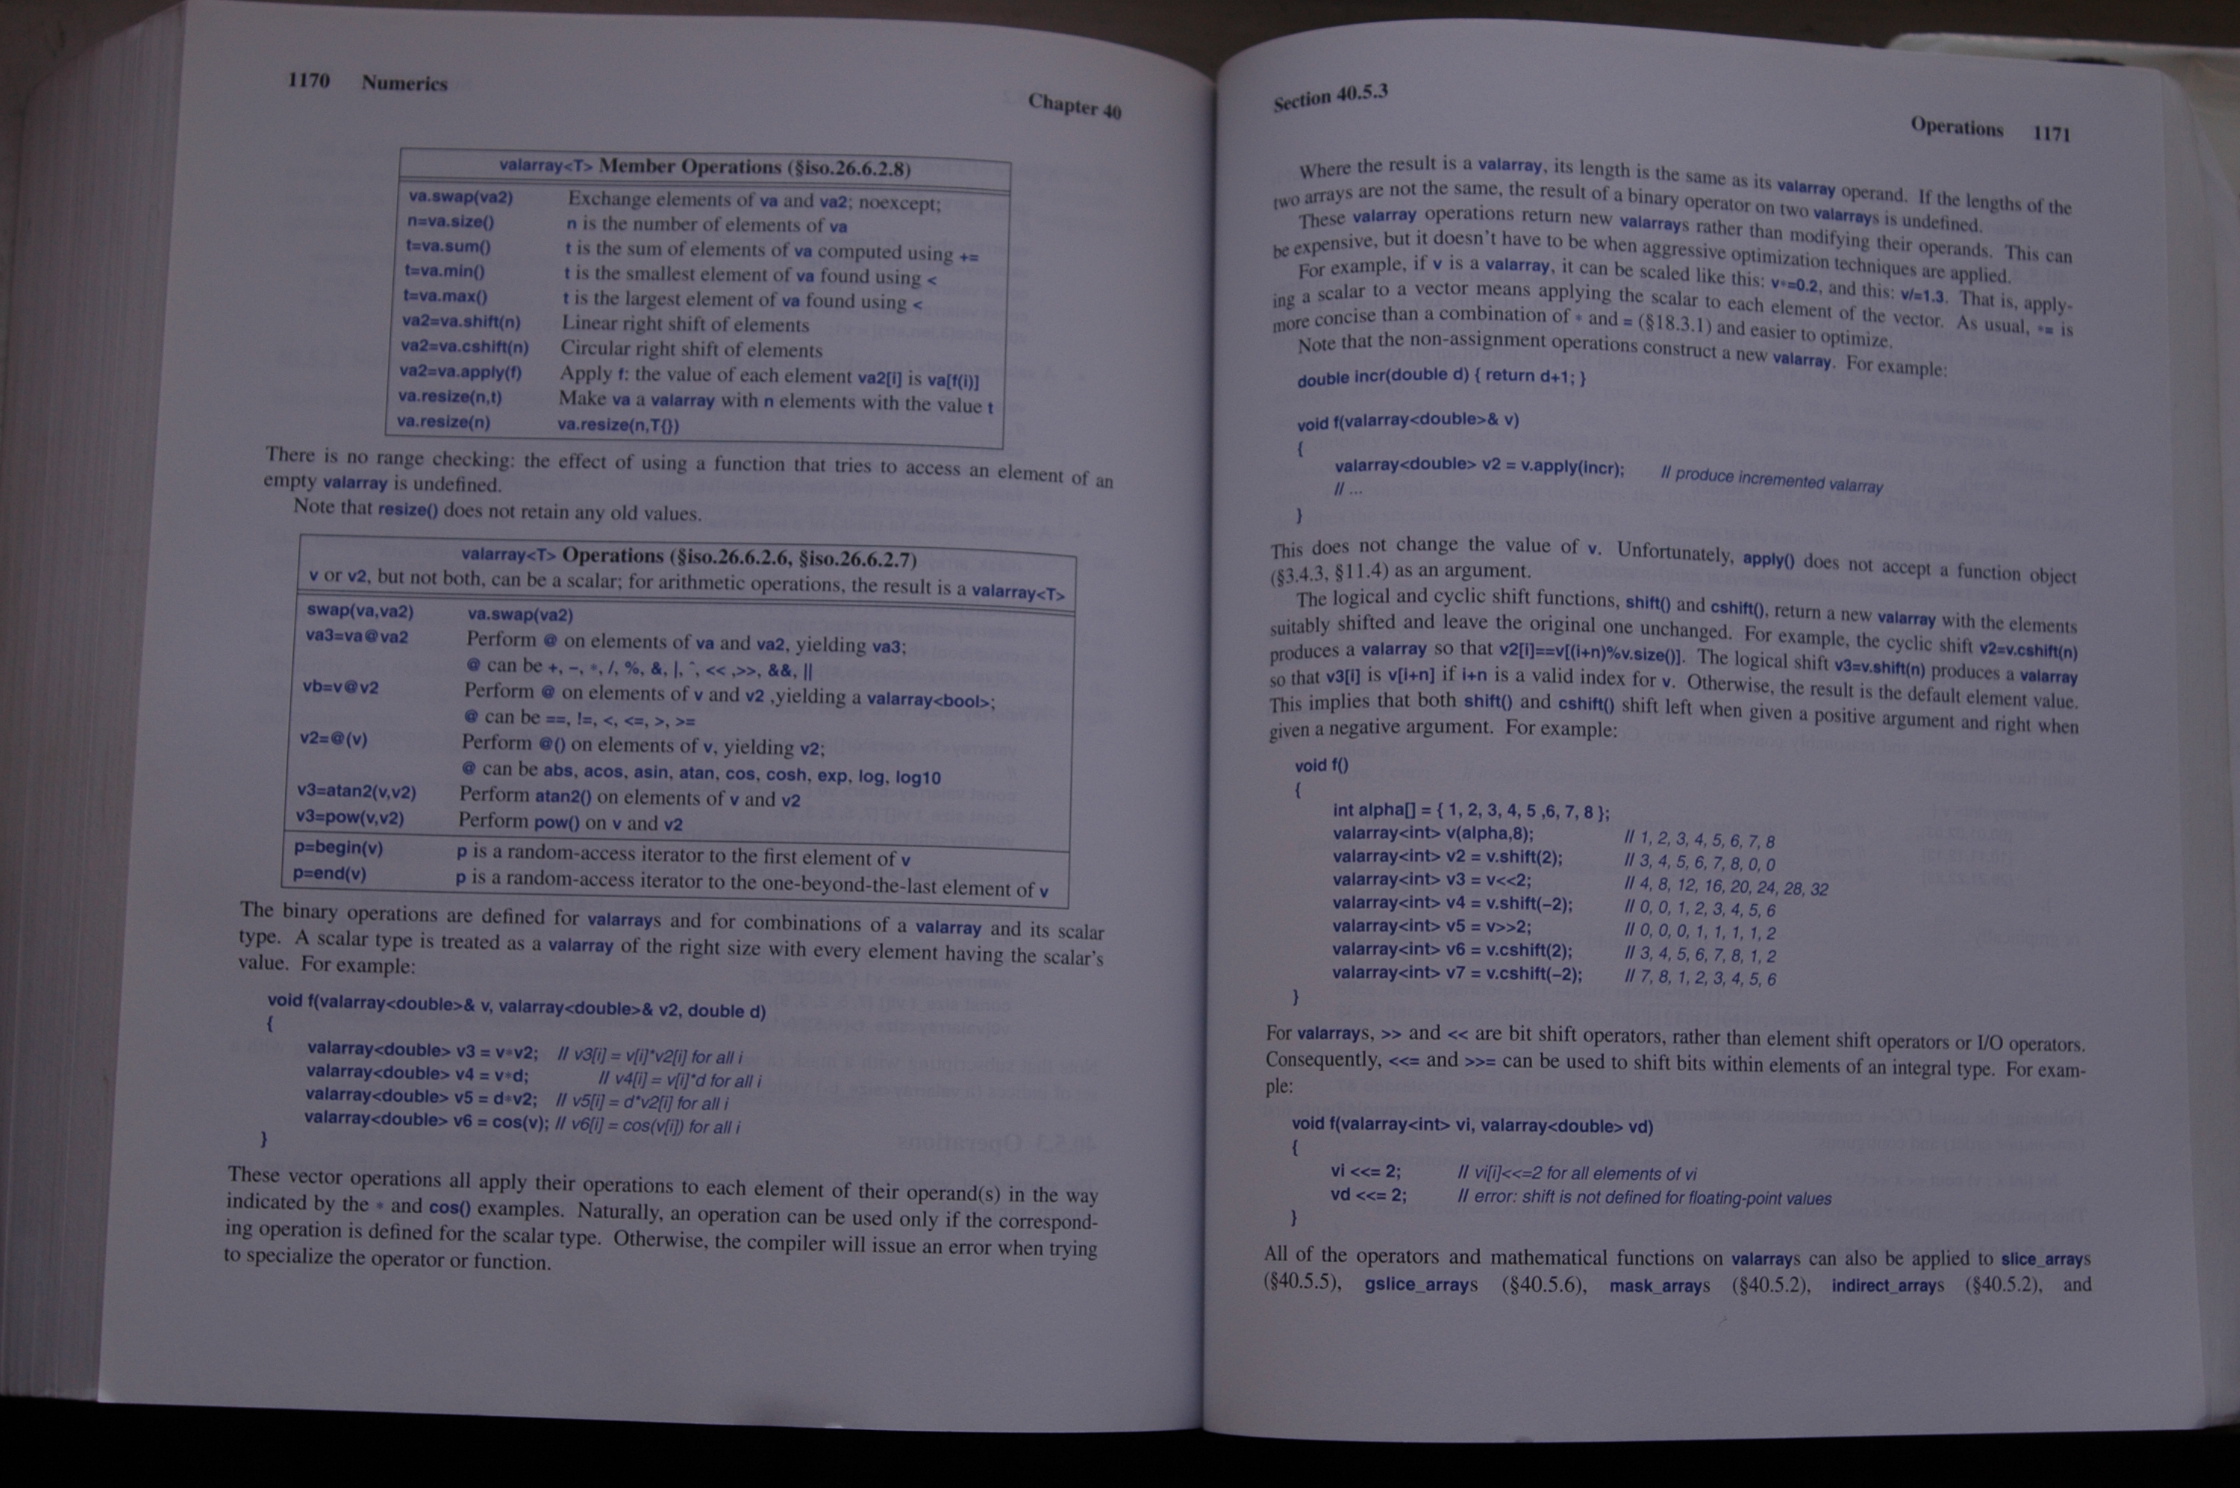 1170 Numerics Chapter 40
valarray<T> Member Operations (§iso.26.6.2.8)
va.swap(va2) Exchange elements of va and va2; noexcept;
n=va.size() n is the number of elements of va
t=va.sum() t is the sum of elements of va computed using +=
t=va.min() t is the smallest element of va found using <
t=va.max() t is the largest element of va found using <
va2=va.shift(n) Linear right shift of elements
va2=va.cshift(n) Circular right shift of elements
va2=va.apply(f) Apply f: the value of each element va2[i] is va[f(i)]
va.resize(n,t) Make va a valarray with n elements with the value t
va.resize(n) va.resize(n,T{})
There is no range checking: the effect of using a function that tries to access an element of an
empty valarray is undefined.
Note that resize() does not retain any old values.
valarray<T> Operations (§iso.26.6.2.6, §iso.26.6.2.7)
v or v2, but not both, can be a scalar; for arithmetic operations, the result is a valarray<T>
swap(va,va2) va.swap(va2)
va3=va@va2 Perform @ on elements of va and va2, yielding va3;
@ can be +, −, *, /, %, &, |, ^, <<, >>, &&, ||
vb=v@v2 Perform @ on elements of v and v2 ,yielding a valarray<bool>;
@ can be ==, !=, <, <=, >, >=
v2=@(v) Perform @() on elements of v, yielding v2;
@ can be abs, acos, asin, atan, cos, cosh, exp, log, log10
v3=atan2(v,v2) Perform atan2() on elements of v and v2
v3=pow(v,v2) Perform pow() on v and v2
p=begin(v) p is a random-access iterator to the first element of v
p=end(v) p is a random-access iterator to the one-beyond-the-last element of v
The binary operations are defined for valarrays and for combinations of a valarray and its scalar
type. A scalar type is treated as a valarray of the right size with every element having the scalar's
value. For example:
void f(valarray<double>& v, valarray<double>& v2, double d)
{
valarray<double> v3 = v*v2; // v3[i] = v[i]*v2[i] for all i
valarray<double> v4 = v*d; // v4[i] = v[i]*d for all i
valarray<double> v5 = d*v2; // v5[i] = d*v2[i] for all i
valarray<double> v6 = cos(v); // v6[i] = cos(v[i]) for all i
}
These vector operations all apply their operations to each element of their operand(s) in the way
indicated by the * and cos() examples. Naturally, an operation can be used only if the correspond-
ing operation is defined for the scalar type. Otherwise, the compiler will issue an error when trying
to specialize the operator or function.
Section 40.5.3 Operations 1171
Where the result is a valarray, its length is the same as its valarray operand. If the lengths of the
two arrays are not the same, the result of a binary operator on two valarrays is undefined.
These valarray operations return new valarrays rather than modifying their operands. This can
be expensive, but it doesn't have to be when aggressive optimization techniques are applied.
For example, if v is a valarray, it can be scaled like this: v*=0.2, and this: v/=1.3. That is, apply-
ing a scalar to a vector means applying the scalar to each element of the vector. As usual, *= is
more concise than a combination of * and = (§18.3.1) and easier to optimize.
Note that the non-assignment operations construct a new valarray. For example:
double incr(double d) { return d+1; }
void f(valarray<double>& v)
{
valarray<double> v2 = v.apply(incr); // produce incremented valarray
// ...
}
This does not change the value of v. Unfortunately, apply() does not accept a function object
(§3.4.3, §11.4) as an argument.
The logical and cyclic shift functions, shift() and cshift(), return a new valarray with the elements
suitably shifted and leave the original one unchanged. For example, the cyclic shift v2=v.cshift(n)
produces a valarray so that v2[i]==v[(i+n)%v.size()]. The logical shift v3=v.shift(n) produces a valarray
so that v3[i] is v[i+n] if i+n is a valid index for v. Otherwise, the result is the default element value.
This implies that both shift() and cshift() shift left when given a positive argument and right when
given a negative argument. For example:
void f()
{
int alpha[] = { 1, 2, 3, 4, 5 ,6, 7, 8 };
valarray<int> v(alpha,8); // 1, 2, 3, 4, 5, 6, 7, 8
valarray<int> v2 = v.shift(2); // 3, 4, 5, 6, 7, 8, 0, 0
valarray<int> v3 = v<<2; // 4, 8, 12, 16, 20, 24, 28, 32
valarray<int> v4 = v.shift(−2); // 0, 0, 1, 2, 3, 4, 5, 6
valarray<int> v5 = v>>2; // 0, 0, 0, 1, 1, 1, 1, 2
valarray<int> v6 = v.cshift(2); // 3, 4, 5, 6, 7, 8, 1, 2
valarray<int> v7 = v.cshift(−2); // 7, 8, 1, 2, 3, 4, 5, 6
}
For valarrays, >> and << are bit shift operators, rather than element shift operators or I/O operators.
Consequently, <<= and >>= can be used to shift bits within elements of an integral type. For exam-
ple:
void f(valarray<int> vi, valarray<double> vd)
{
vi <<= 2; // vi[i]<<=2 for all elements of vi
vd <<= 2; // error: shift is not defined for floating-point values
}
All of the operators and mathematical functions on valarrays can also be applied to slice_arrays
(§40.5.5), gslice_arrays (§40.5.6), mask_arrays (§40.5.2), indirect_arrays (§40.5.2), and